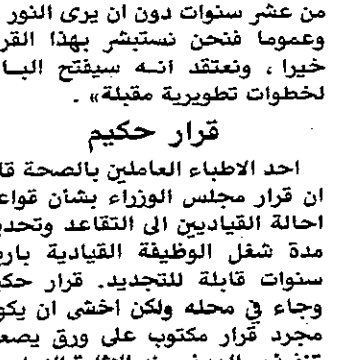 من عشر سنوات دون ان يرى النور
وعموما فنحن نستبشر بهذا القر
خيرا ، ونعتقد انه سيفتح البا
لخطوات تطويرية مقبلة» .
قرار حكيم
احد الاطباء العاملين بالصحة قا
ان قرار مجلس الوزراء بشأن قواع
احالة القياديين الى التقاعد وتحدي
مدة شغل الوظيفة القيادية بارب
سنوات قابلة للتجديد. قرار حكي
وجاء في محله ولكن اخشى ان يكو
مجرد قرار مكتوب على ورق يصع